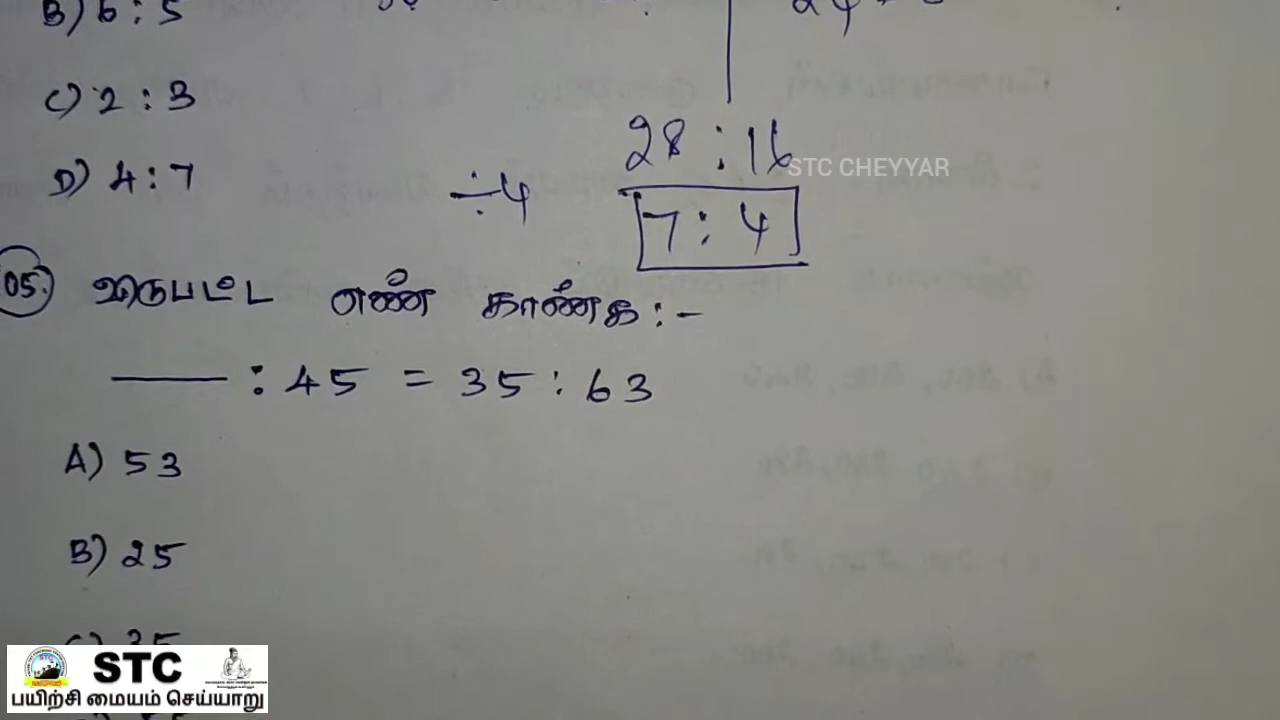 B) 6 : 5
C) 2 : 3
D) 4 : 7
28 : 16
STC CHEYYAR
÷4
7 : 4
05. விடுபட்ட எண் காண்க :-
____ : 45 = 35 : 63
A) 53
B) 25
C) 35
STC
பயிற்சி மையம் செய்யாறு